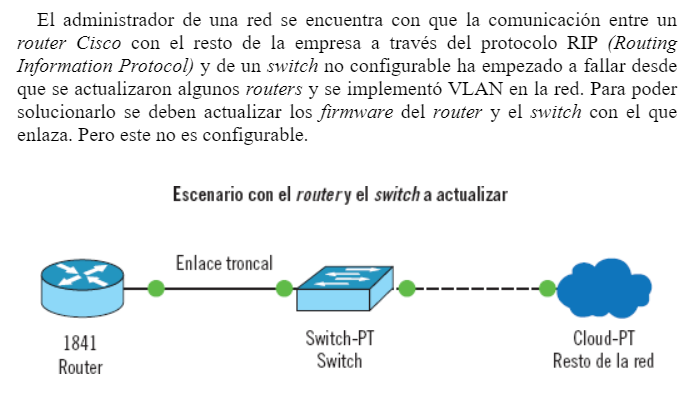 El administrador de una red se encuentra con que la comunicación entre un
router Cisco con el resto de la empresa a través del protocolo RIP (Routing
Information Protocol) y de un switch no configurable ha empezado a fallar desde
que se actualizaron algunos routers y se implementó VLAN en la red. Para poder
solucionarlo se deben actualizar los firmware del router y el switch con el que
enlaza. Pero este no es configurable.
Escenario con el router y el switch a actualizar
Enlace troncal
1841
Router
Switch-PT
Switch
Cloud-PT
Resto de la red